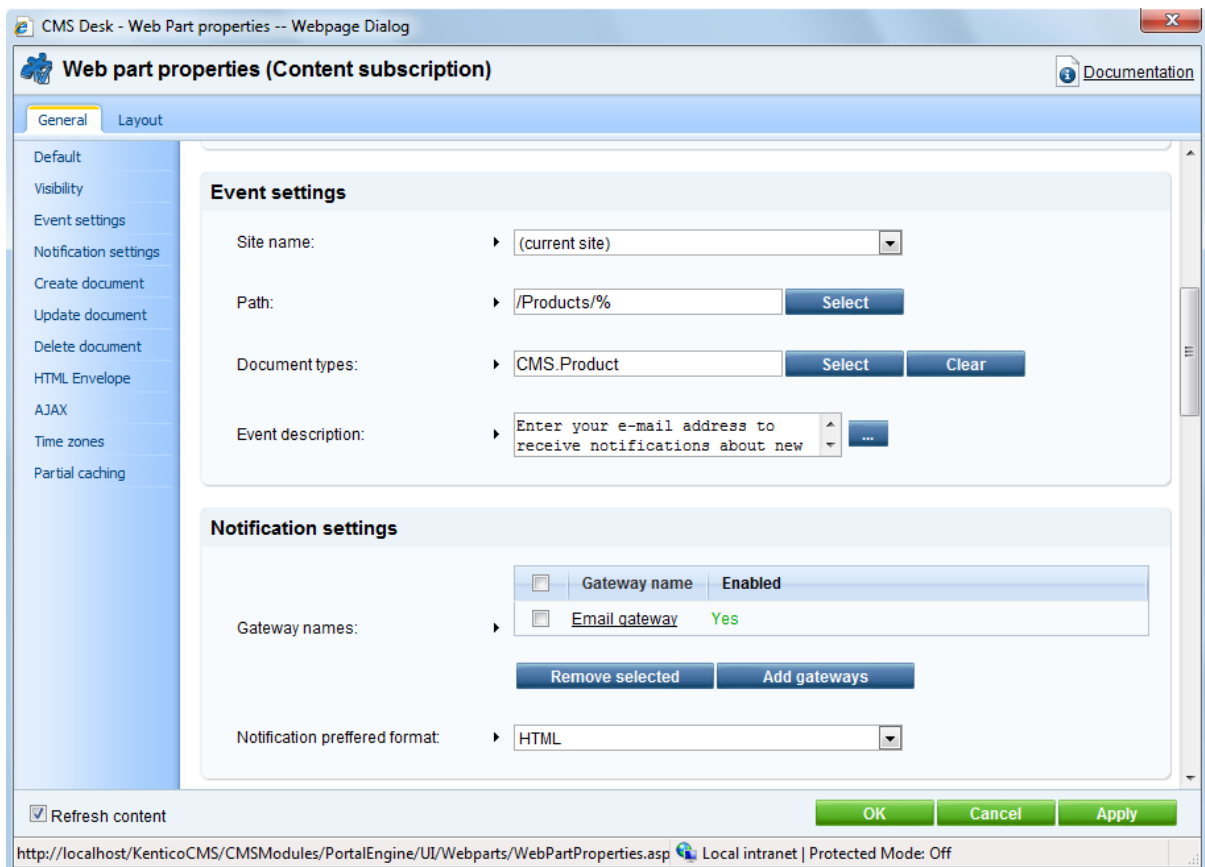 CMS Desk - Web Part properties -- Webpage Dialog
Web part properties (Content subscription)
Documentation
General
Layout
Default
Visibility
Event settings
Notification settings
Create document
Update document
Delete document
HTML Envelope
AJAX
Time zones
Partial caching
Event settings
Site name:
(current site)
Path:
/Products/%
Select
Document types:
CMS.Product
Select
Clear
Event description:
Enter your e-mail address to
receive notifications about new
...
Notification settings
Gateway names:
Gateway name Enabled
Email gateway Yes
Remove selected
Add gateways
Notification preffered format:
HTML
Refresh content
OK
Cancel
Apply
http://localhost/KenticoCMS/CMSModules/PortalEngine/UI/Webparts/WebPartProperties.asp Local intranet | Protected Mode: Off